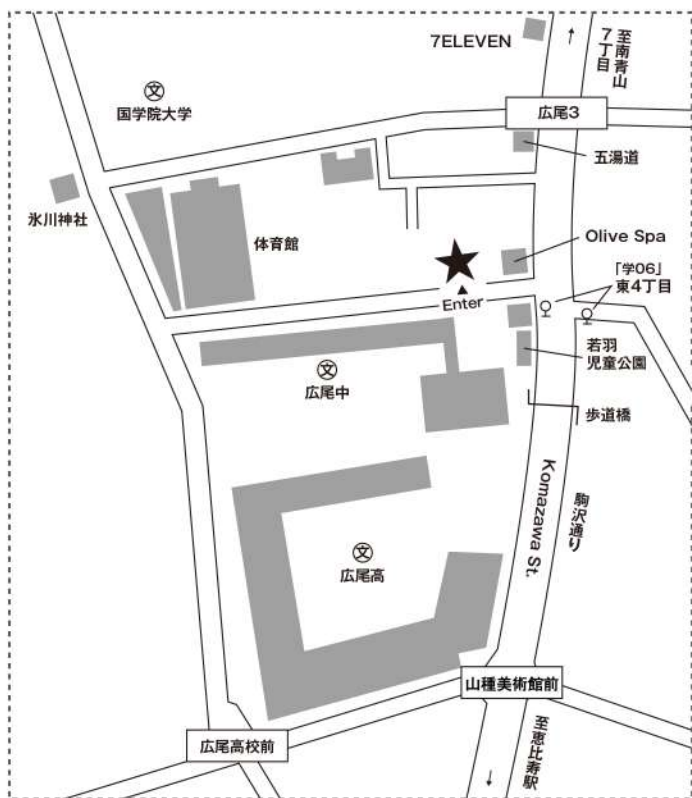 7ELEVEN
至南青山
7丁目
文
国学院大学
広尾3
五湯道
氷川神社
体育館
Olive Spa
「学06」
東4丁目
Enter
若羽
児童公園
文
広尾中
歩道橋
Komazawa St.
駒沢通り
文
広尾高
山種美術館前
広尾高校前
至恵比寿駅